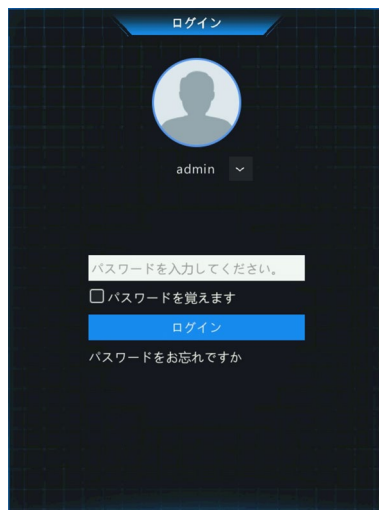 ログイン
admin
パスワードを入力してください。
パスワードを覚えます
ログイン
パスワードをお忘れですか